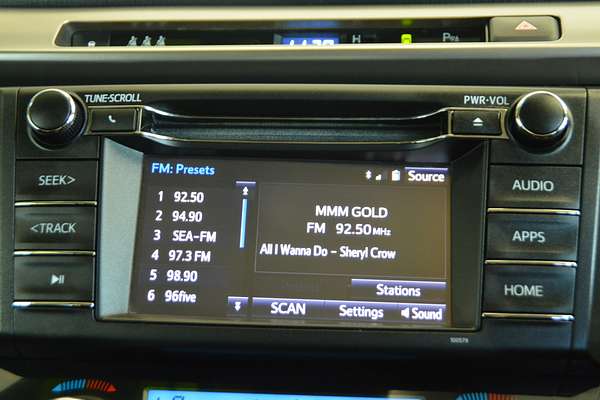 H
PWR•VOL
TUNE•SCROLL
FM: Presets
Source
SEEK>
AUDIO
1 92.50
MMM GOLD
2 94.90
FM 92.50 MHz
<TRACK
3 SEA-FM
APPS
All I Wanna Do - Sheryl Crow
4 97.3 FM
5 98.90
Stations
HOME
6 96five
SCAN
Settings
Sound
100579